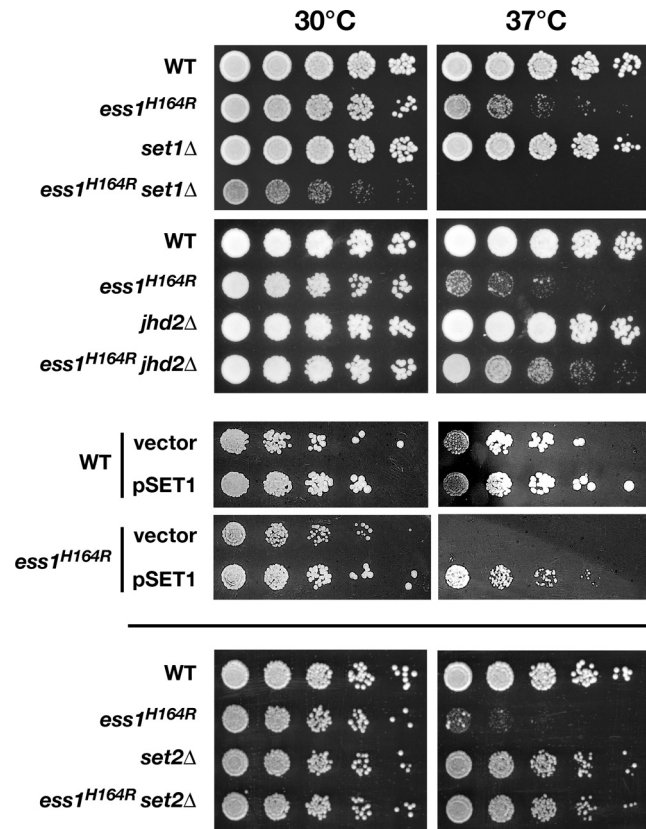 30°C 37°C
WT
ess1H164R
set1Δ
ess1H164R set1Δ
WT
ess1H164R
jhd2Δ
ess1H164R jhd2Δ
WT
vector
pSET1
ess1H164R
vector
pSET1
WT
ess1H164R
set2Δ
ess1H164R set2Δ